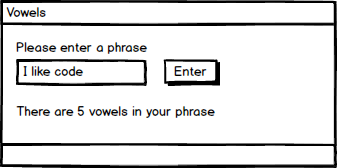 Vowels
Please enter a phrase
I like code
Enter
There are 5 vowels in your phrase